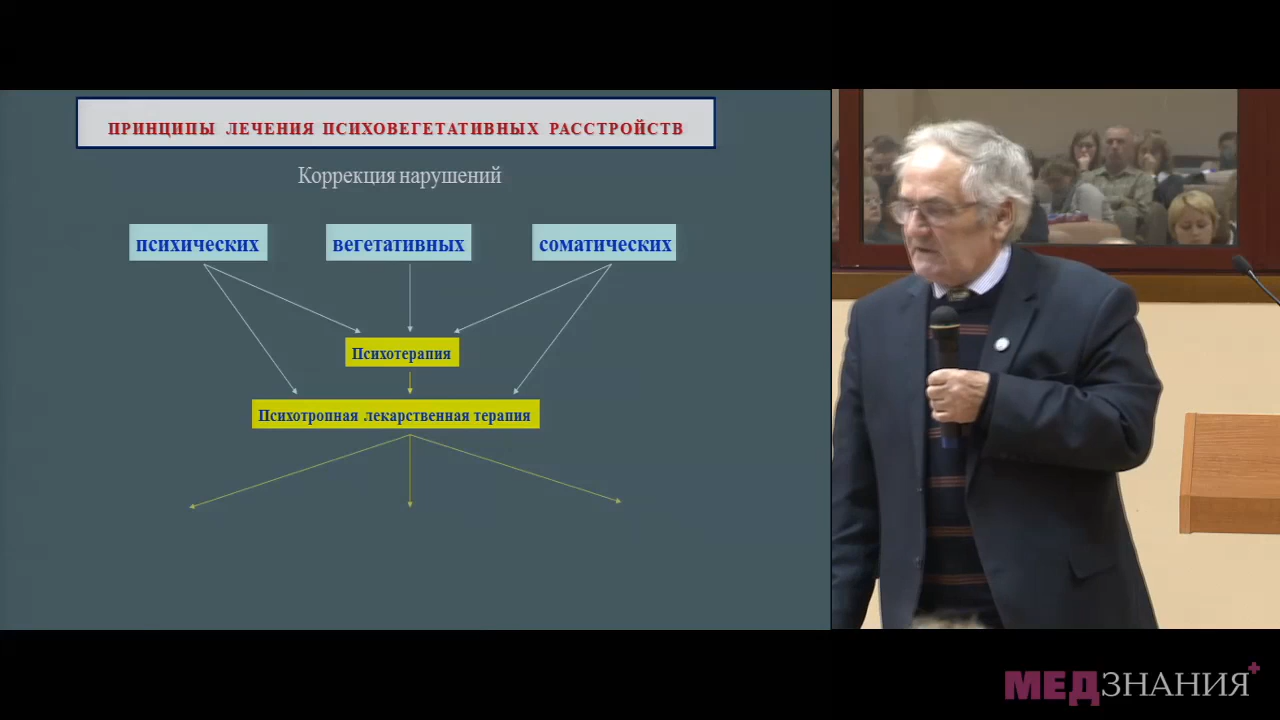 ПРИНЦИПЫ ЛЕЧЕНИЯ ПСИХОВЕГЕТАТИВНЫХ РАССТРОЙСТВ
Коррекция нарушений
психических вегетативных соматических
Психотерапия
Психотропная лекарственная терапия
МЕДЗНАНИЯ+